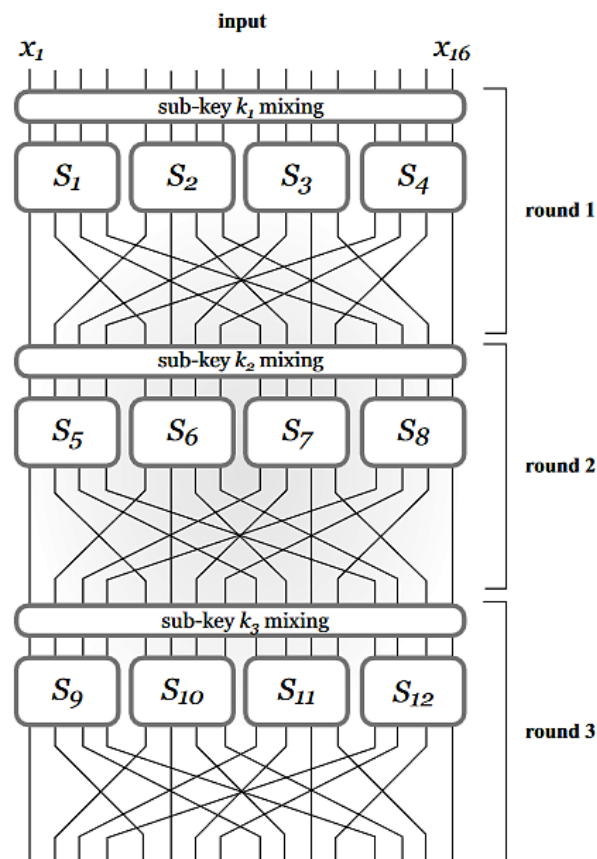 input
x₁ x₁₆
sub-key k₁ mixing
S₁ S₂ S₃ S₄
round 1
sub-key k₂ mixing
S₅ S₆ S₇ S₈
round 2
sub-key k₃ mixing
S₉ S₁₀ S₁₁ S₁₂
round 3